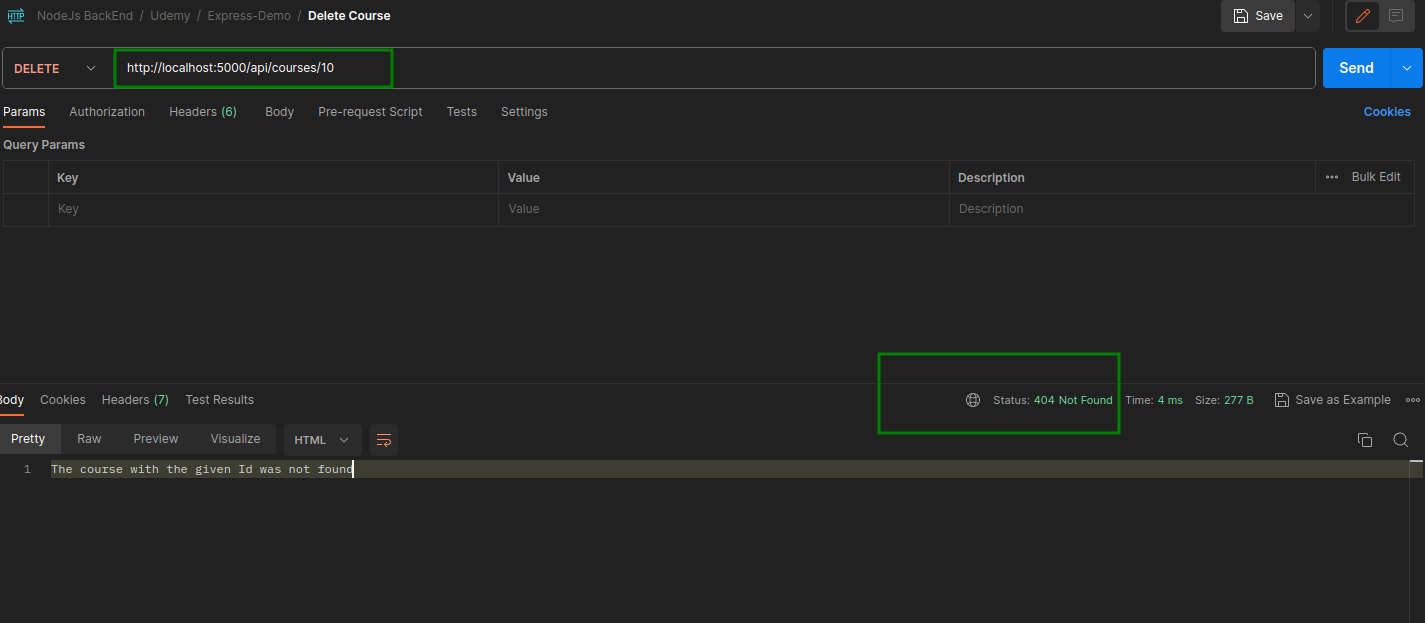 HTTP NodeJs BackEnd / Udemy / Express-Demo / Delete Course Save
DELETE http://localhost:5000/api/courses/10 Send
Params Authorization Headers (6) Body Pre-request Script Tests Settings Cookies
Query Params
Key Value Description Bulk Edit
Key Value Description
Body Cookies Headers (7) Test Results Status: 404 Not Found Time: 4 ms Size: 277 B Save as Example
Pretty Raw Preview Visualize HTML
1 The course with the given Id was not found